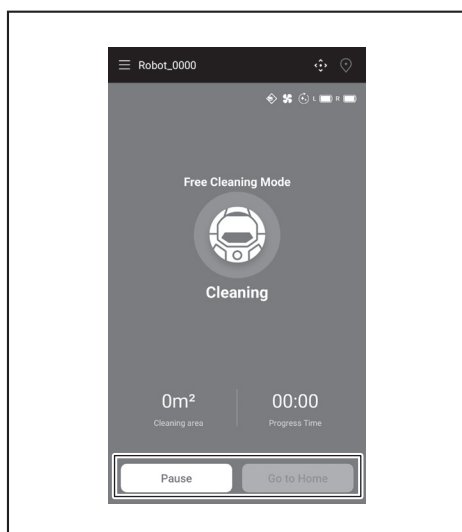 Robot_0000
L R
Free Cleaning Mode
Cleaning
0m² 00:00
Cleaning area Progress Time
Pause Go to Home